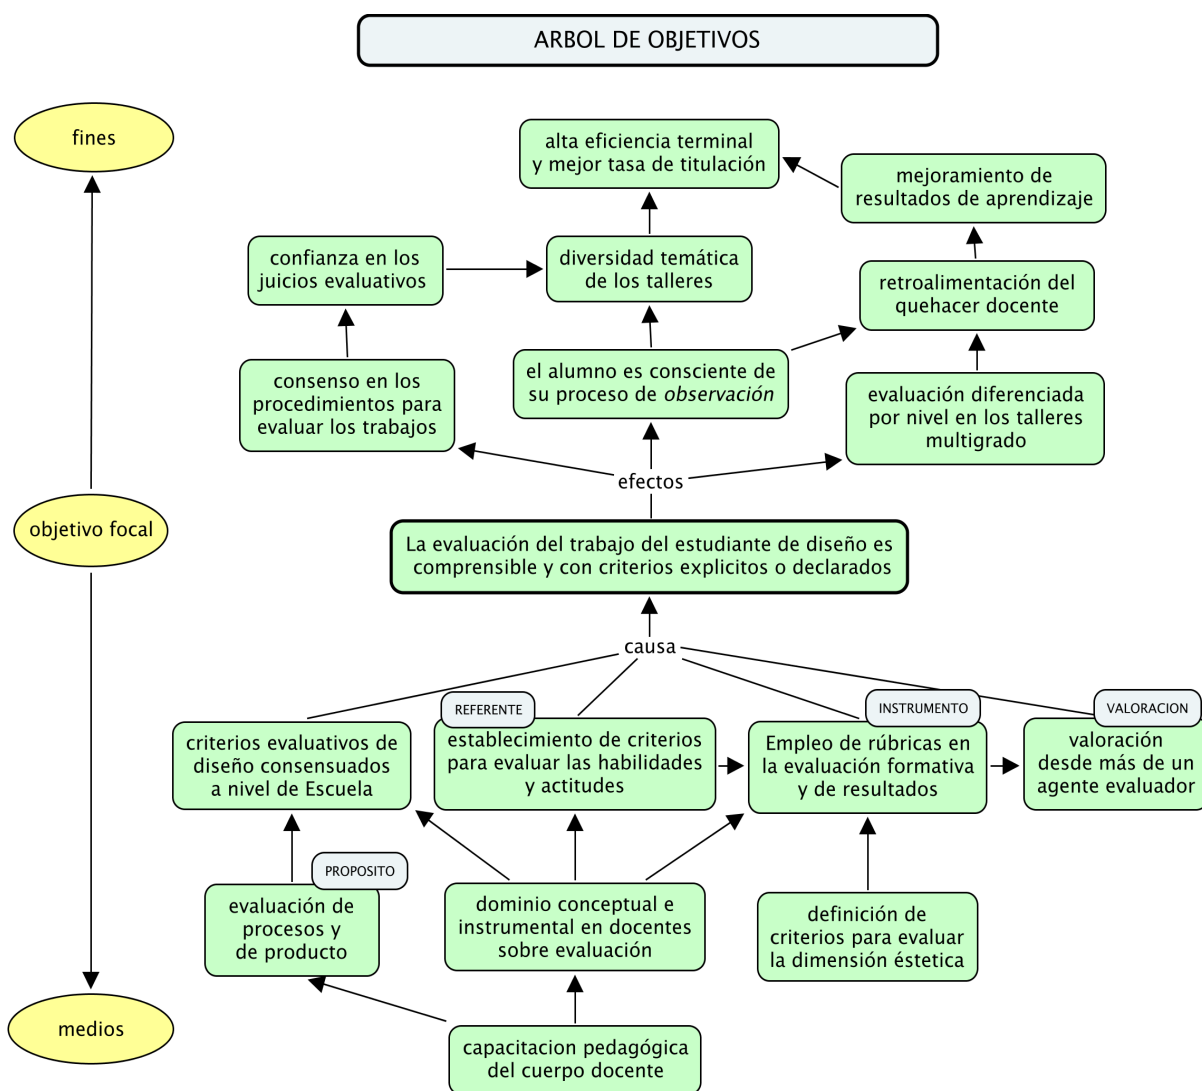 ARBOL DE OBJETIVOS
fines
alta eficiencia terminal
y mejor tasa de titulación
mejoramiento de
resultados de aprendizaje
confianza en los
juicios evaluativos
diversidad temática
de los talleres
retroalimentación del
quehacer docente
consenso en los
procedimientos para
evaluar los trabajos
el alumno es consciente de
su proceso de observación
evaluación diferenciada
por nivel en los talleres
multigrado
efectos
objetivo focal
La evaluación del trabajo del estudiante de diseño es
comprensible y con criterios explicitos o declarados
causa
criterios evaluativos de
diseño consensuados
a nivel de Escuela
REFERENTE
establecimiento de criterios
para evaluar las habilidades
y actitudes
INSTRUMENTO
Empleo de rúbricas en
la evaluación formativa
y de resultados
VALORACION
valoración
desde más de un
agente evaluador
PROPOSITO
evaluación de
procesos y
de producto
dominio conceptual e
instrumental en docentes
sobre evaluación
definición de
criterios para evaluar
la dimensión éstetica
medios
capacitacion pedagógica
del cuerpo docente